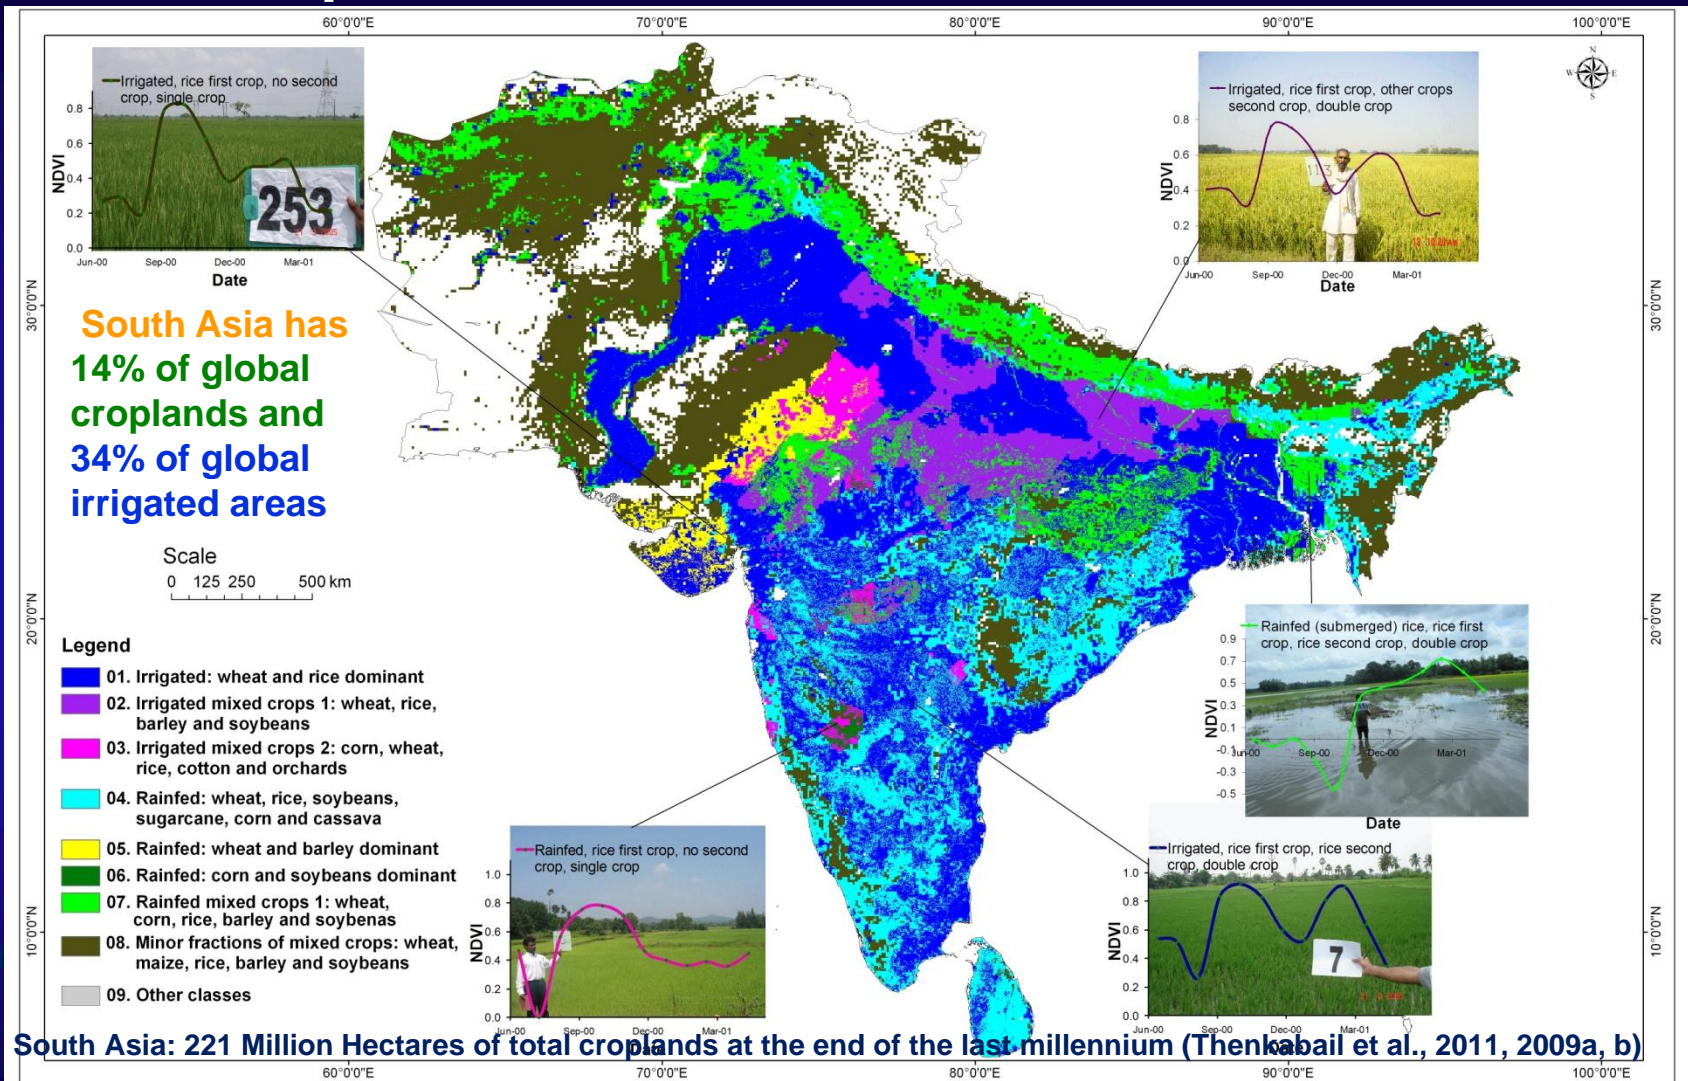 60°0'0"E 70°0'0"E 80°0'0"E 90°0'0"E 100°0'0"E
30°0'0"N
20°0'0"N
10°0'0"N
N
W E
S
Irrigated, rice first crop, no second
crop, single crop
NDVI
0.8
0.6
0.4
0.2
0.0
253
Jun-00 Sep-00 Dec-00 Mar-01
Date
Irrigated, rice first crop, other crops
second crop, double crop
NDVI
0.8
0.6
0.4
0.2
0.0
113
Jun-00 Sep-00 Dec-00 Mar-01
Date
South Asia has
14% of global
croplands and
34% of global
irrigated areas
Scale
0 125 250 500 km
Legend
01. Irrigated: wheat and rice dominant
02. Irrigated mixed crops 1: wheat, rice,
barley and soybeans
03. Irrigated mixed crops 2: corn, wheat,
rice, cotton and orchards
04. Rainfed: wheat, rice, soybeans,
sugarcane, corn and cassava
05. Rainfed: wheat and barley dominant
06. Rainfed: corn and soybeans dominant
07. Rainfed mixed crops 1: wheat,
corn, rice, barley and soybenas
08. Minor fractions of mixed crops: wheat,
maize, rice, barley and soybeans
09. Other classes
Rainfed (submerged) rice, rice first
crop, rice second crop, double crop
NDVI
0.9
0.7
0.5
0.3
0.1
-0.1
-0.3
-0.5
Jun-00 Sep-00 Dec-00 Mar-01
Date
Rainfed, rice first crop, no second
crop, single crop
NDVI
1.0
0.8
0.6
0.4
0.2
0.0
Jun-00 Sep-00 Dec-00 Mar-01
Date
Irrigated, rice first crop, rice second
crop, double crop
NDVI
1.0
0.8
0.6
0.4
0.2
0.0
7
Jun-00 Sep-00 Dec-00 Mar-01
Date
30°0'0"N
20°0'0"N
10°0'0"N
South Asia: 221 Million Hectares of total croplands at the end of the last millennium (Thenkabail et al., 2011, 2009a, b)
60°0'0"E 70°0'0"E 80°0'0"E 90°0'0"E 100°0'0"E